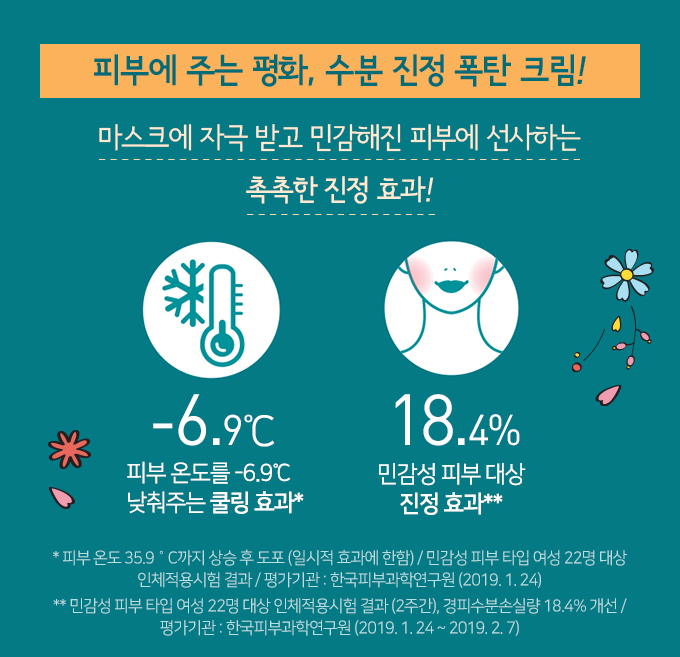 피부에 주는 평화, 수분 진정 폭탄 크림!
마스크에 자극 받고 민감해진 피부에 선사하는
촉촉한 진정 효과!
-6.9℃
피부 온도를 -6.9℃
낮춰주는 쿨링 효과*
18.4%
민감성 피부 대상
진정 효과**
* 피부 온도 35.9 ˚ C까지 상승 후 도포 (일시적 효과에 한함) / 민감성 피부 타입 여성 22명 대상
인체적용시험 결과 / 평가기관 : 한국피부과학연구원 (2019. 1. 24)
** 민감성 피부 타입 여성 22명 대상 인체적용시험 결과 (2주간), 경피수분손실량 18.4% 개선 /
평가기관 : 한국피부과학연구원 (2019. 1. 24 ~ 2019. 2. 7)